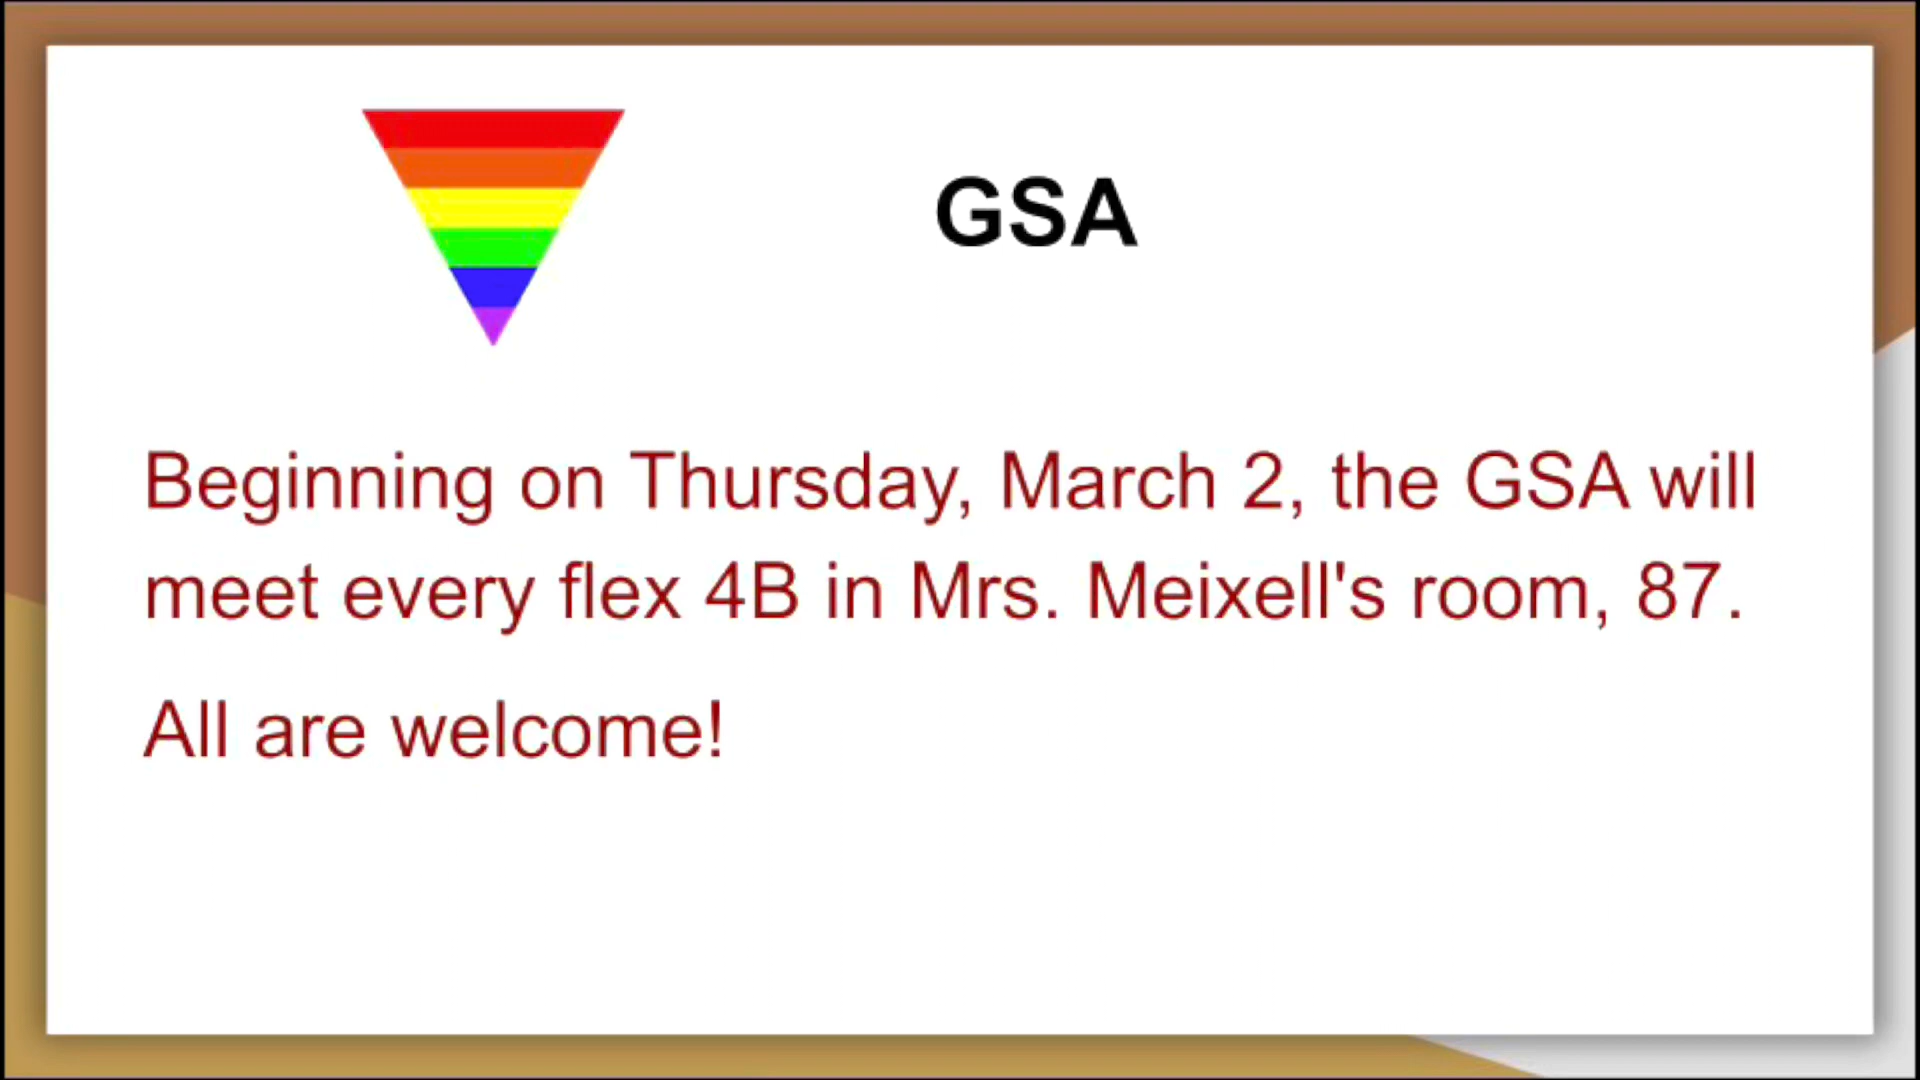 GSA
Beginning on Thursday, March 2, the GSA will
meet every flex 4B in Mrs. Meixell's room, 87.
All are welcome!